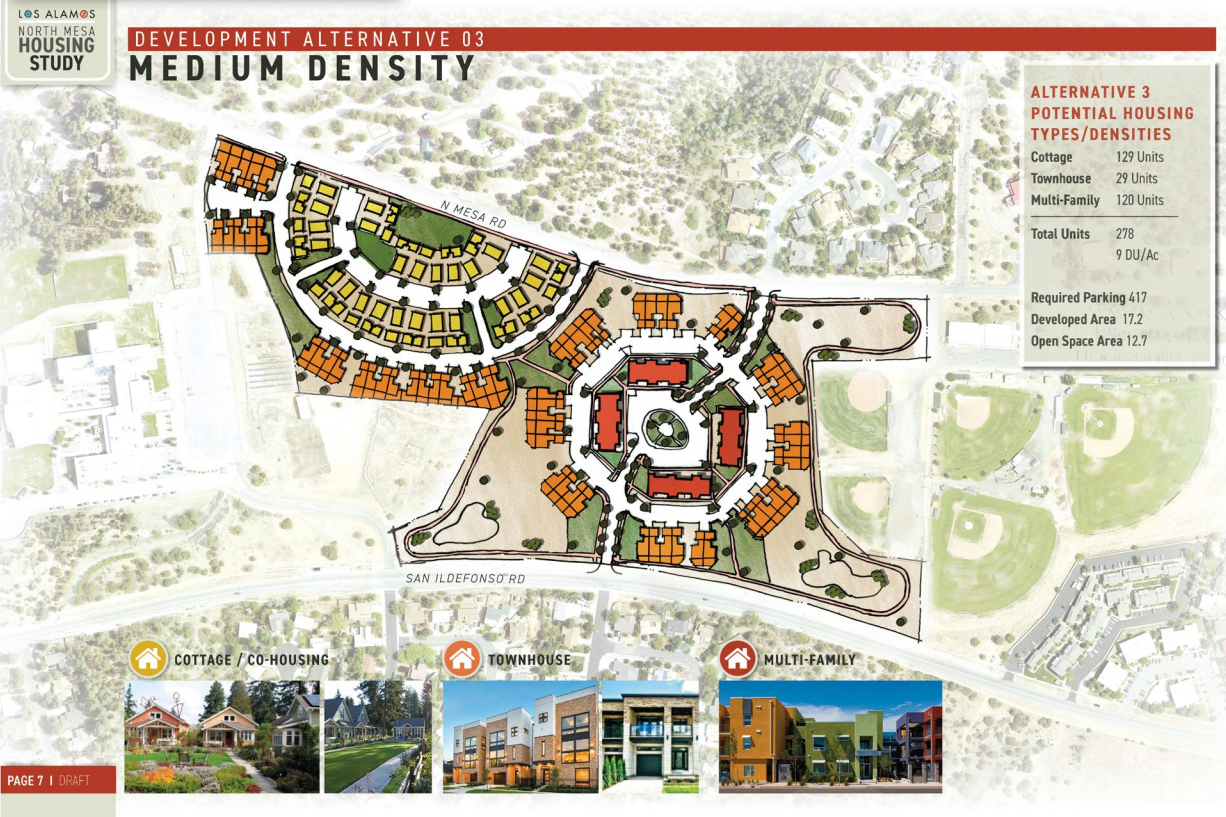 LOS ALAMOS
NORTH MESA
HOUSING
STUDY
DEVELOPMENT ALTERNATIVE 03
MEDIUM DENSITY
ALTERNATIVE 3
POTENTIAL HOUSING
TYPES/DENSITIES
Cottage 129 Units
Townhouse 29 Units
Multi-Family 120 Units
Total Units 278
9 DU/Ac
Required Parking 417
Developed Area 17.2
Open Space Area 12.7
N MESA RD
SAN ILDEFONSO RD
COTTAGE / CO-HOUSING
TOWNHOUSE
MULTI-FAMILY
PAGE 7 | DRAFT